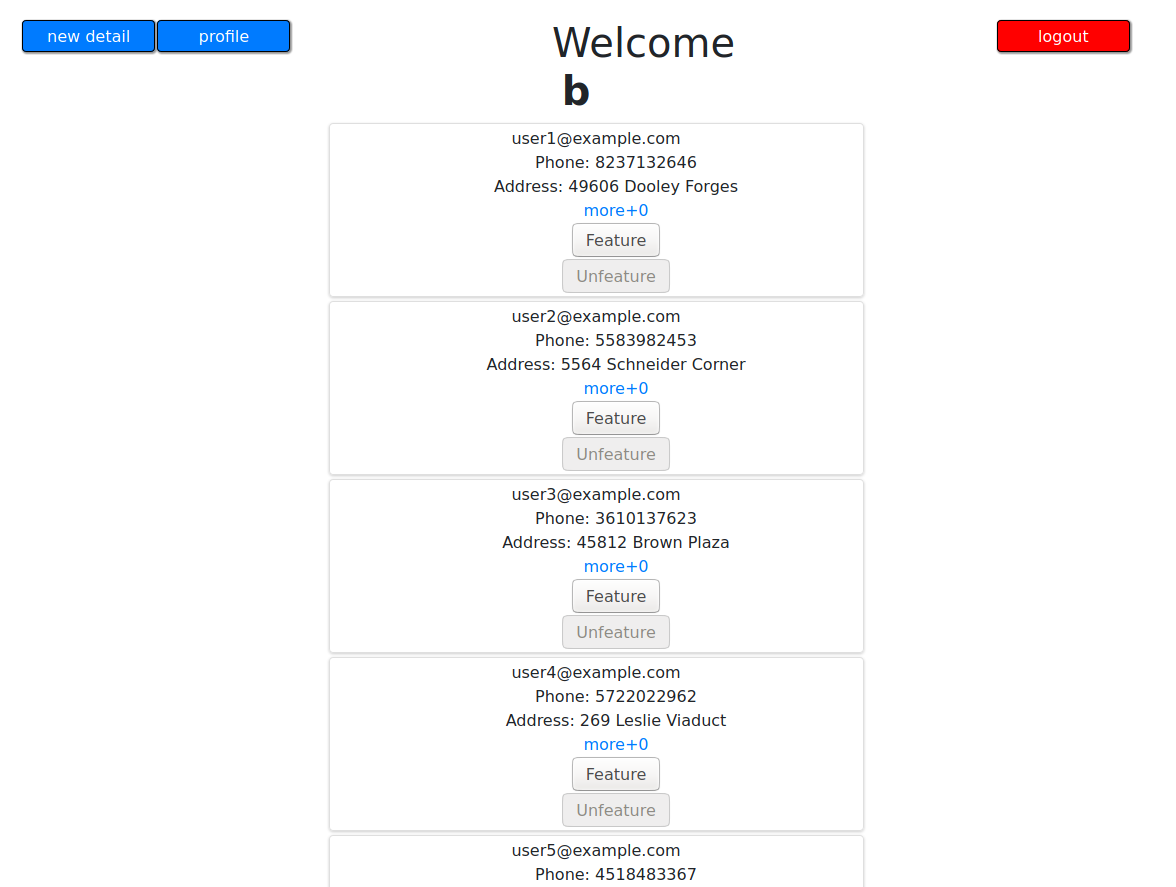 new detail profile Welcome logout
b
user1@example.com
Phone: 8237132646
Address: 49606 Dooley Forges
more+0
Feature
Unfeature
user2@example.com
Phone: 5583982453
Address: 5564 Schneider Corner
more+0
Feature
Unfeature
user3@example.com
Phone: 3610137623
Address: 45812 Brown Plaza
more+0
Feature
Unfeature
user4@example.com
Phone: 5722022962
Address: 269 Leslie Viaduct
more+0
Feature
Unfeature
user5@example.com
Phone: 4518483367